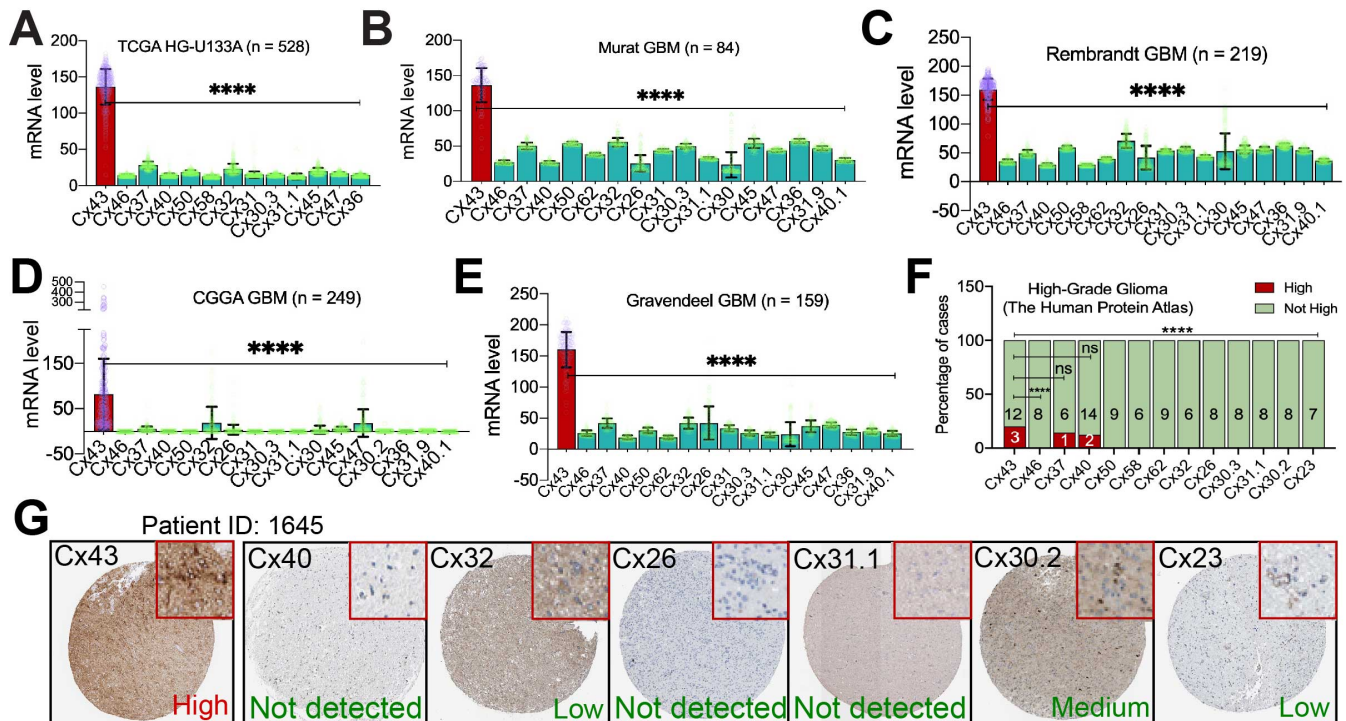 A
TCGA HG-U133A (n = 528)
****
mRNA level
200
150
100
50
0
Cx43
Cx46
Cx37
Cx40
Cx50
Cx58
Cx32
Cx31
Cx30.3
Cx31.1
Cx45
Cx47
Cx36
B
Murat GBM (n = 84)
****
mRNA level
200
150
100
50
0
CX43
Cx46
Cx37
Cx40
Cx50
Cx62
Cx32
Cx26
Cx31
Cx30.3
Cx31.1
Cx30
Cx45
Cx47
Cx36
Cx31.9
Cx40.1
C
Rembrandt GBM (n = 219)
****
mRNA level
250
200
150
100
50
0
-50
Cx43
Cx46
Cx37
Cx40
Cx50
Cx58
Cx62
Cx32
Cx26
Cx31
Cx30.3
Cx31.1
Cx30
Cx45
Cx47
Cx36
Cx31.9
Cx40.1
D
CGGA GBM (n = 249)
****
mRNA level
500
400
300
150
50
-50
Cx43
Cx46
Cx37
Cx40
Cx50
Cx32
Cx26
Cx31
Cx30.3
Cx31.1
Cx30
Cx45
Cx47
Cx30.2
Cx36
Cx31.9
Cx40.1
E
Gravendeel GBM (n = 159)
****
mRNA level
250
200
150
100
50
0
-50
Cx43
Cx46
Cx37
Cx40
Cx50
Cx62
Cx32
Cx26
Cx31
Cx30.3
Cx31.1
Cx30
Cx45
Cx47
Cx36
Cx31.9
Cx40.1
F
High-Grade Glioma
(The Human Protein Atlas)
High
Not High
****
ns
ns
****
Percentage of cases
150
100
50
0
12 8 6 14 9 6 9 6 8 8 8 8 7
3 1 2
Cx43
Cx46
Cx37
Cx40
Cx50
Cx58
Cx62
Cx32
Cx26
Cx30.3
Cx31.1
Cx30.2
Cx23
G
Patient ID: 1645
Cx43
High
Cx40
Not detected
Cx32
Low
Cx26
Not detected
Cx31.1
Not detected
Cx30.2
Medium
Cx23
Low